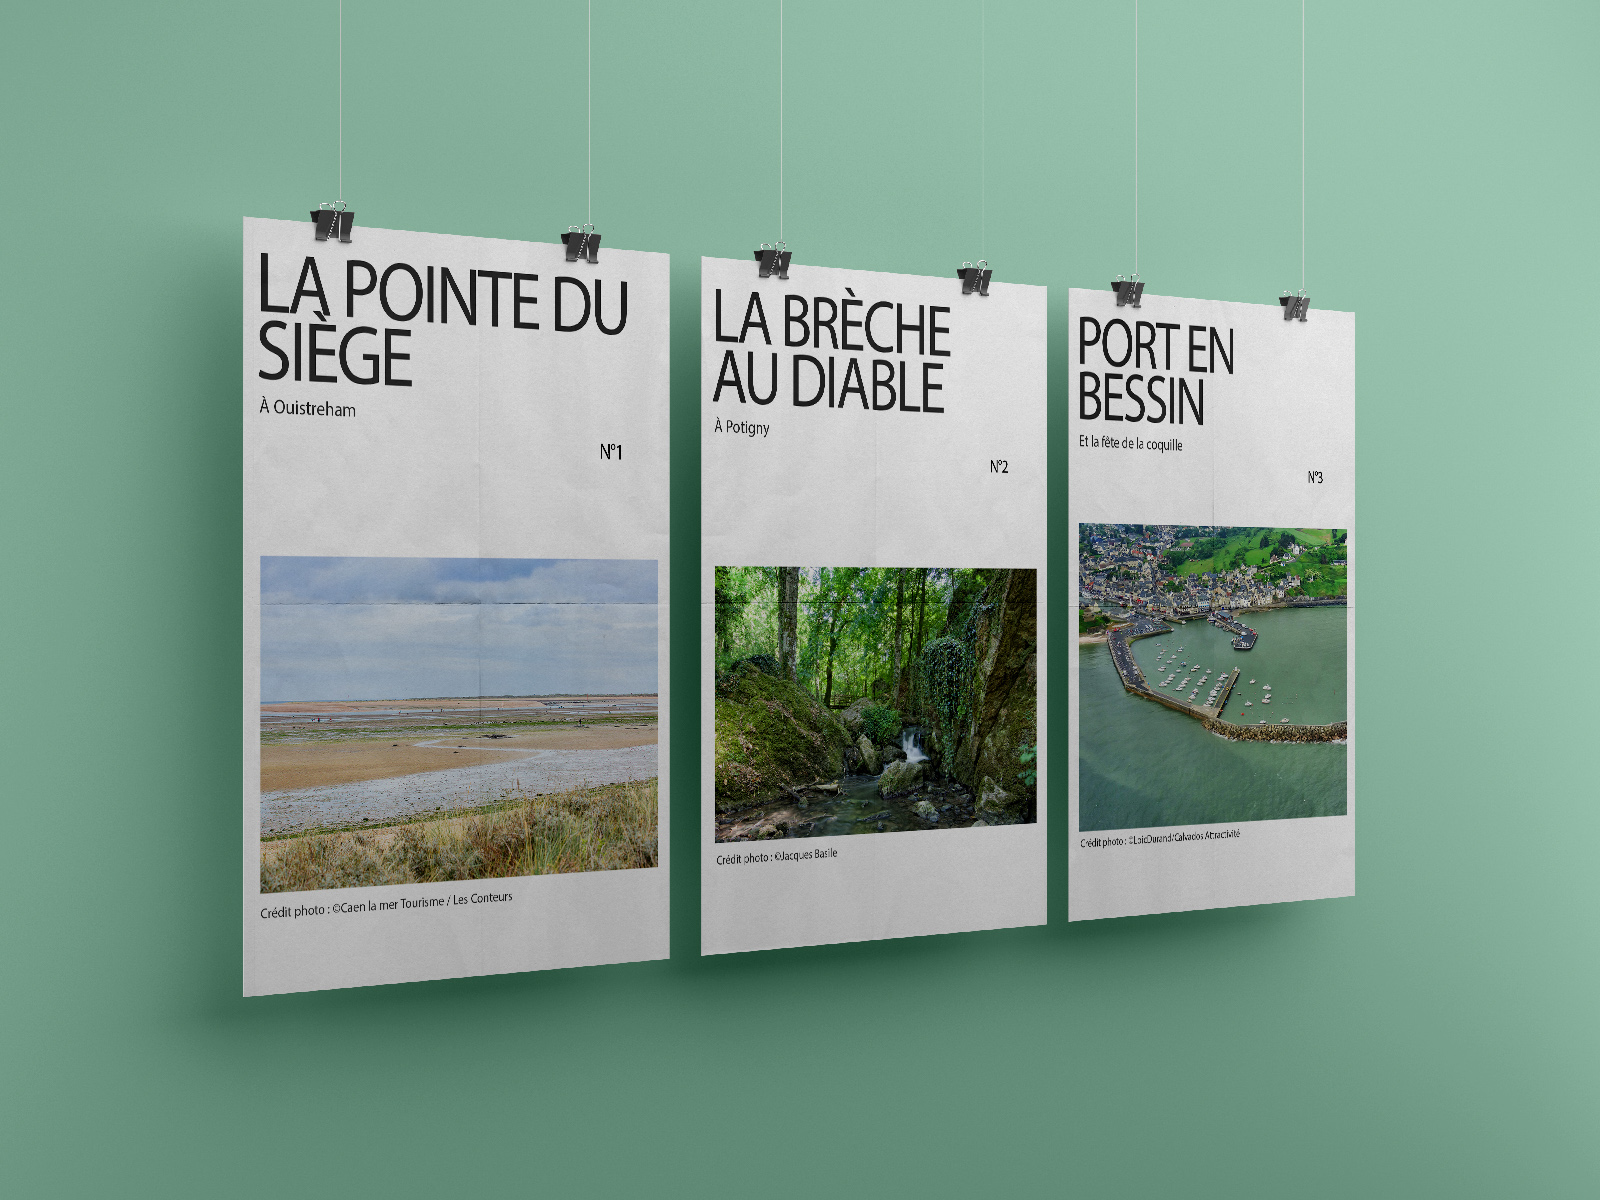 LA POINTE DU
SIÈGE
À Ouistreham
N°1
Crédit photo : ©Caen la mer Tourisme / Les Conteurs
LA BRÈCHE
AU DIABLE
À Potigny
N°2
Crédit photo : ©Jacques Basile
PORT EN
BESSIN
Et la fête de la coquille
N°3
Crédit photo : ©LoicDurand/Calvados Attractivité